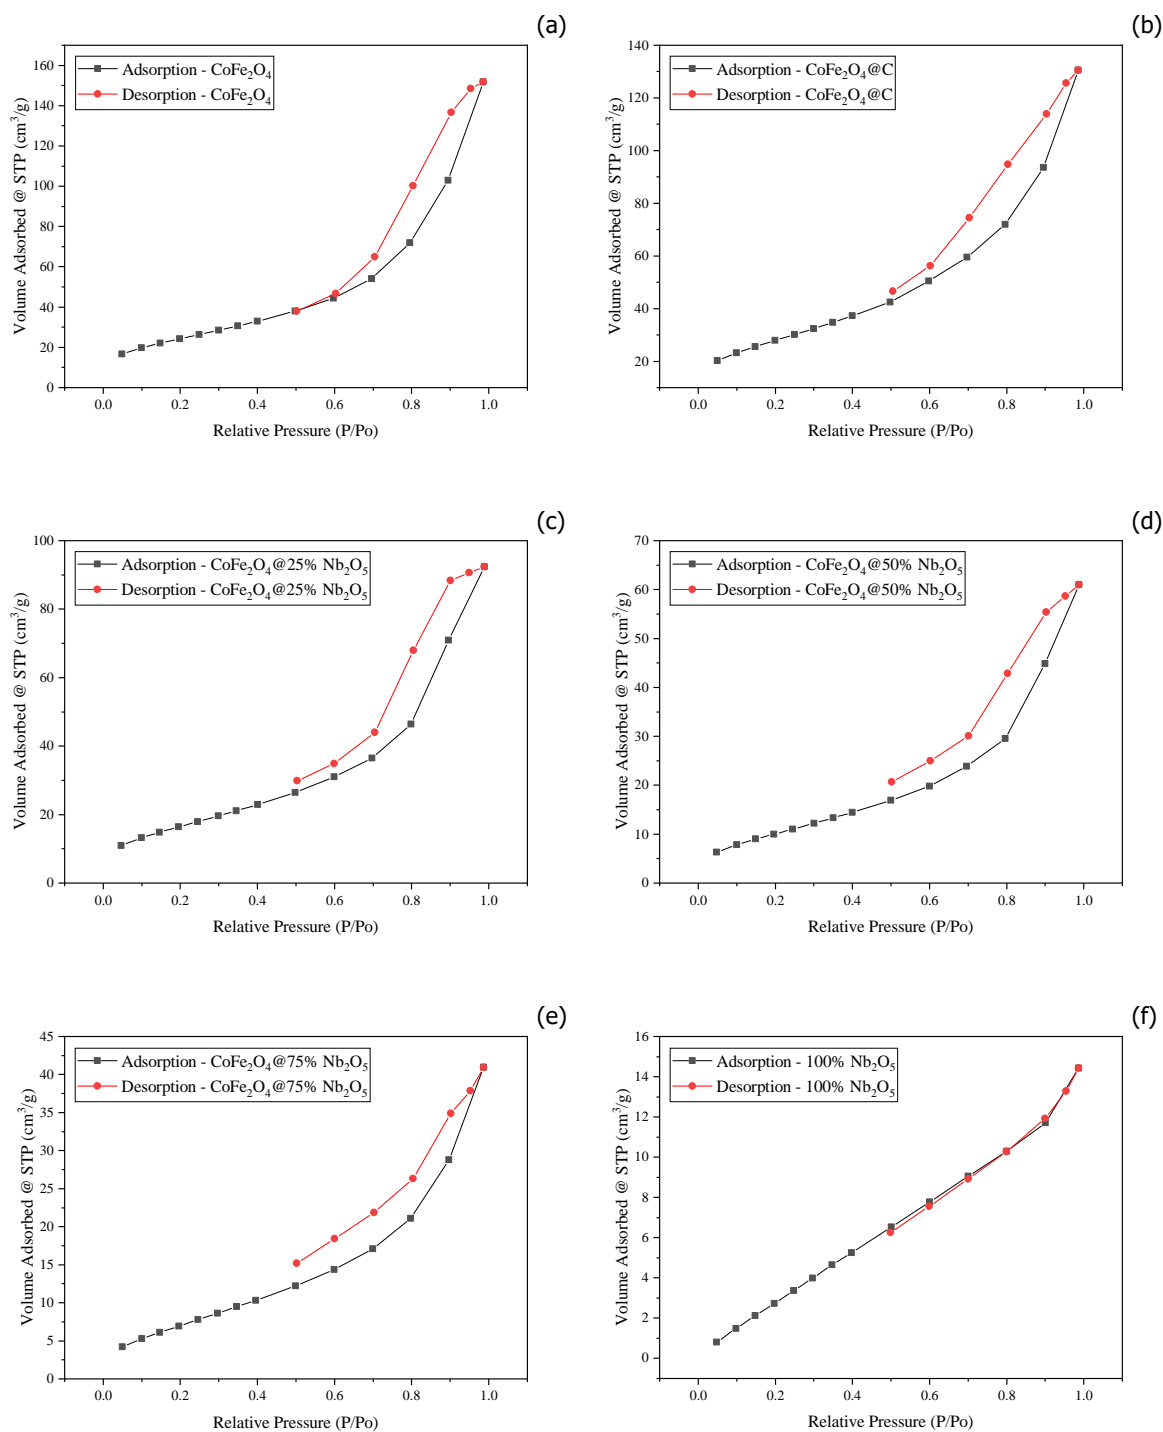 (a)
Adsorption - CoFe₂O₄
Desorption - CoFe₂O₄
Volume Adsorbed @ STP (cm³/g)
160
140
120
100
80
60
40
20
0
0.0 0.2 0.4 0.6 0.8 1.0
Relative Pressure (P/Po)
(b)
Adsorption - CoFe₂O₄@C
Desorption - CoFe₂O₄@C
Volume Adsorbed @ STP (cm³/g)
140
120
100
80
60
40
20
0.0 0.2 0.4 0.6 0.8 1.0
Relative Pressure (P/Po)
(c)
Adsorption - CoFe₂O₄@25% Nb₂O₅
Desorption - CoFe₂O₄@25% Nb₂O₅
Volume Adsorbed @ STP (cm³/g)
100
80
60
40
20
0
0.0 0.2 0.4 0.6 0.8 1.0
Relative Pressure (P/Po)
(d)
Adsorption - CoFe₂O₄@50% Nb₂O₅
Desorption - CoFe₂O₄@50% Nb₂O₅
Volume Adsorbed @ STP (cm³/g)
70
60
50
40
30
20
10
0
0.0 0.2 0.4 0.6 0.8 1.0
Relative Pressure (P/Po)
(e)
Adsorption - CoFe₂O₄@75% Nb₂O₅
Desorption - CoFe₂O₄@75% Nb₂O₅
Volume Adsorbed @ STP (cm³/g)
45
40
35
30
25
20
15
10
5
0
0.0 0.2 0.4 0.6 0.8 1.0
Relative Pressure (P/Po)
(f)
Adsorption - 100% Nb₂O₅
Desorption - 100% Nb₂O₅
Volume Adsorbed @ STP (cm³/g)
16
14
12
10
8
6
4
2
0
0.0 0.2 0.4 0.6 0.8 1.0
Relative Pressure (P/Po)